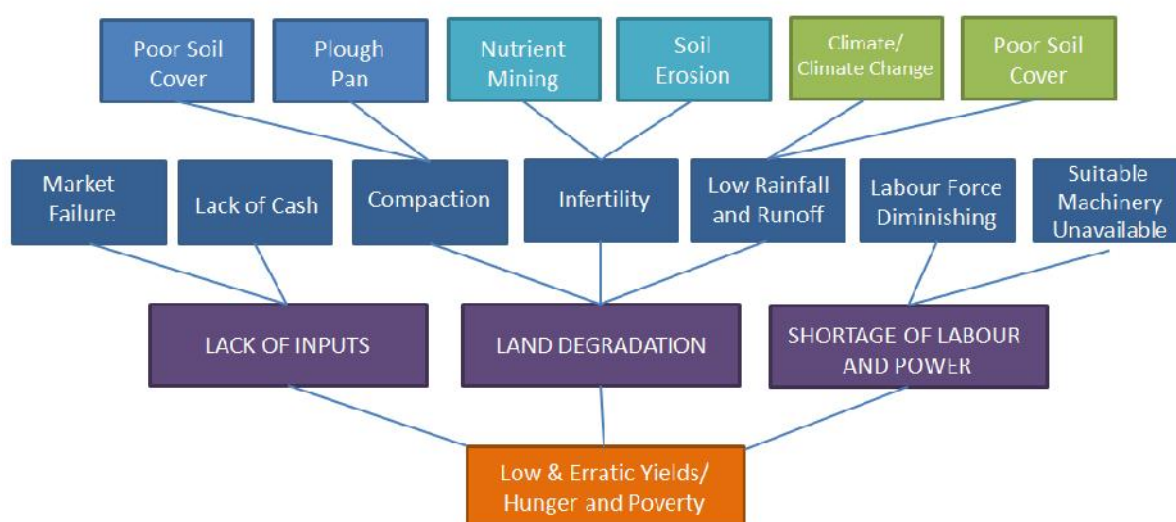 Poor Soil
Cover
Plough
Pan
Nutrient
Mining
Soil
Erosion
Climate/
Climate Change
Poor Soil
Cover
Market
Failure
Lack of Cash
Compaction
Infertility
Low Rainfall
and Runoff
Labour Force
Diminishing
Suitable
Machinery
Unavailable
LACK OF INPUTS
LAND DEGRADATION
SHORTAGE OF LABOUR
AND POWER
Low & Erratic Yields/
Hunger and Poverty